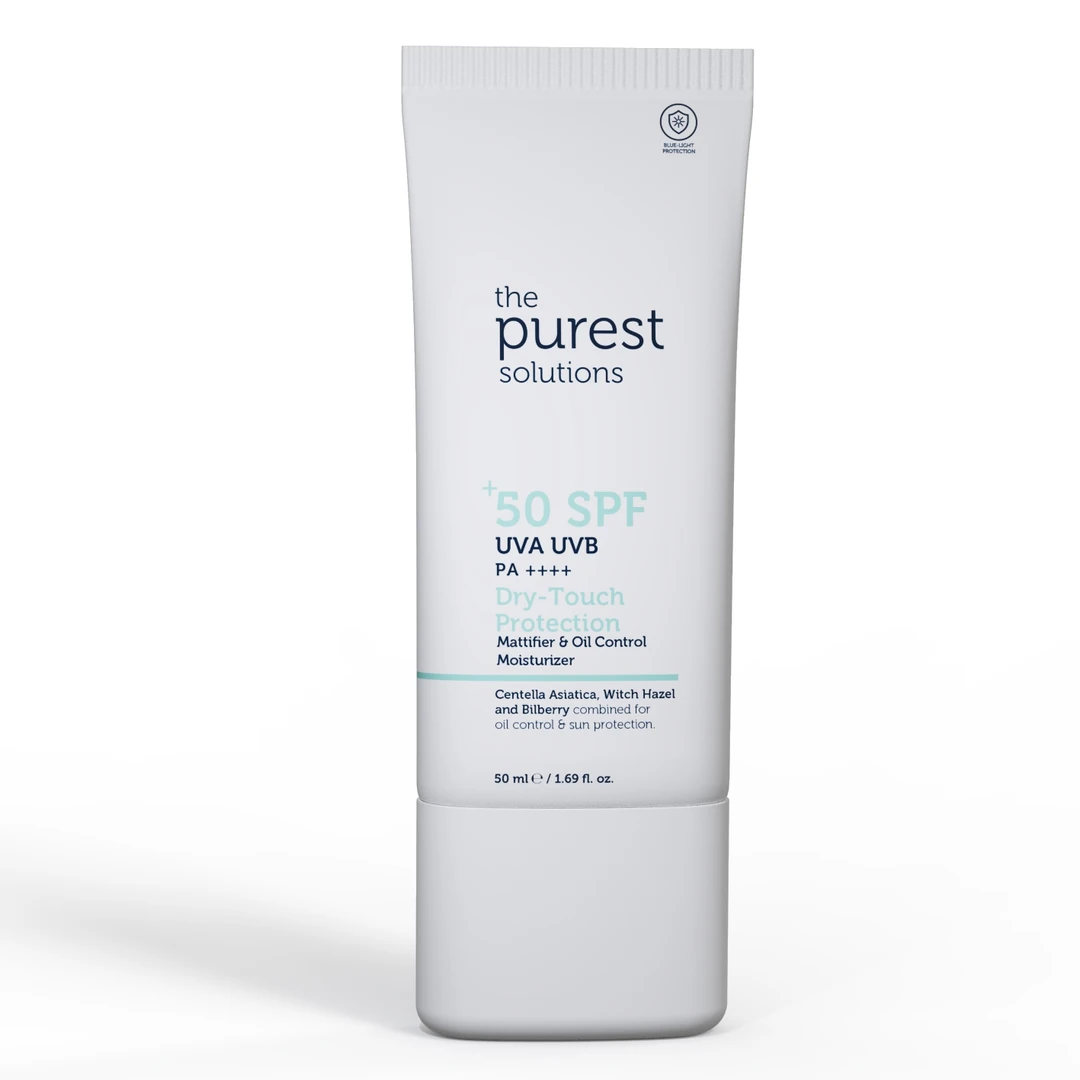 BLUE-LIGHT
PROTECTION
the
purest
solutions
+50 SPF
UVA UVB
PA ++++
Dry-Touch
Protection
Mattifier & Oil Control
Moisturizer
Centella Asiatica, Witch Hazel
and Bilberry combined for
oil control & sun protection.
50 ml ℮ / 1.69 fl. oz.